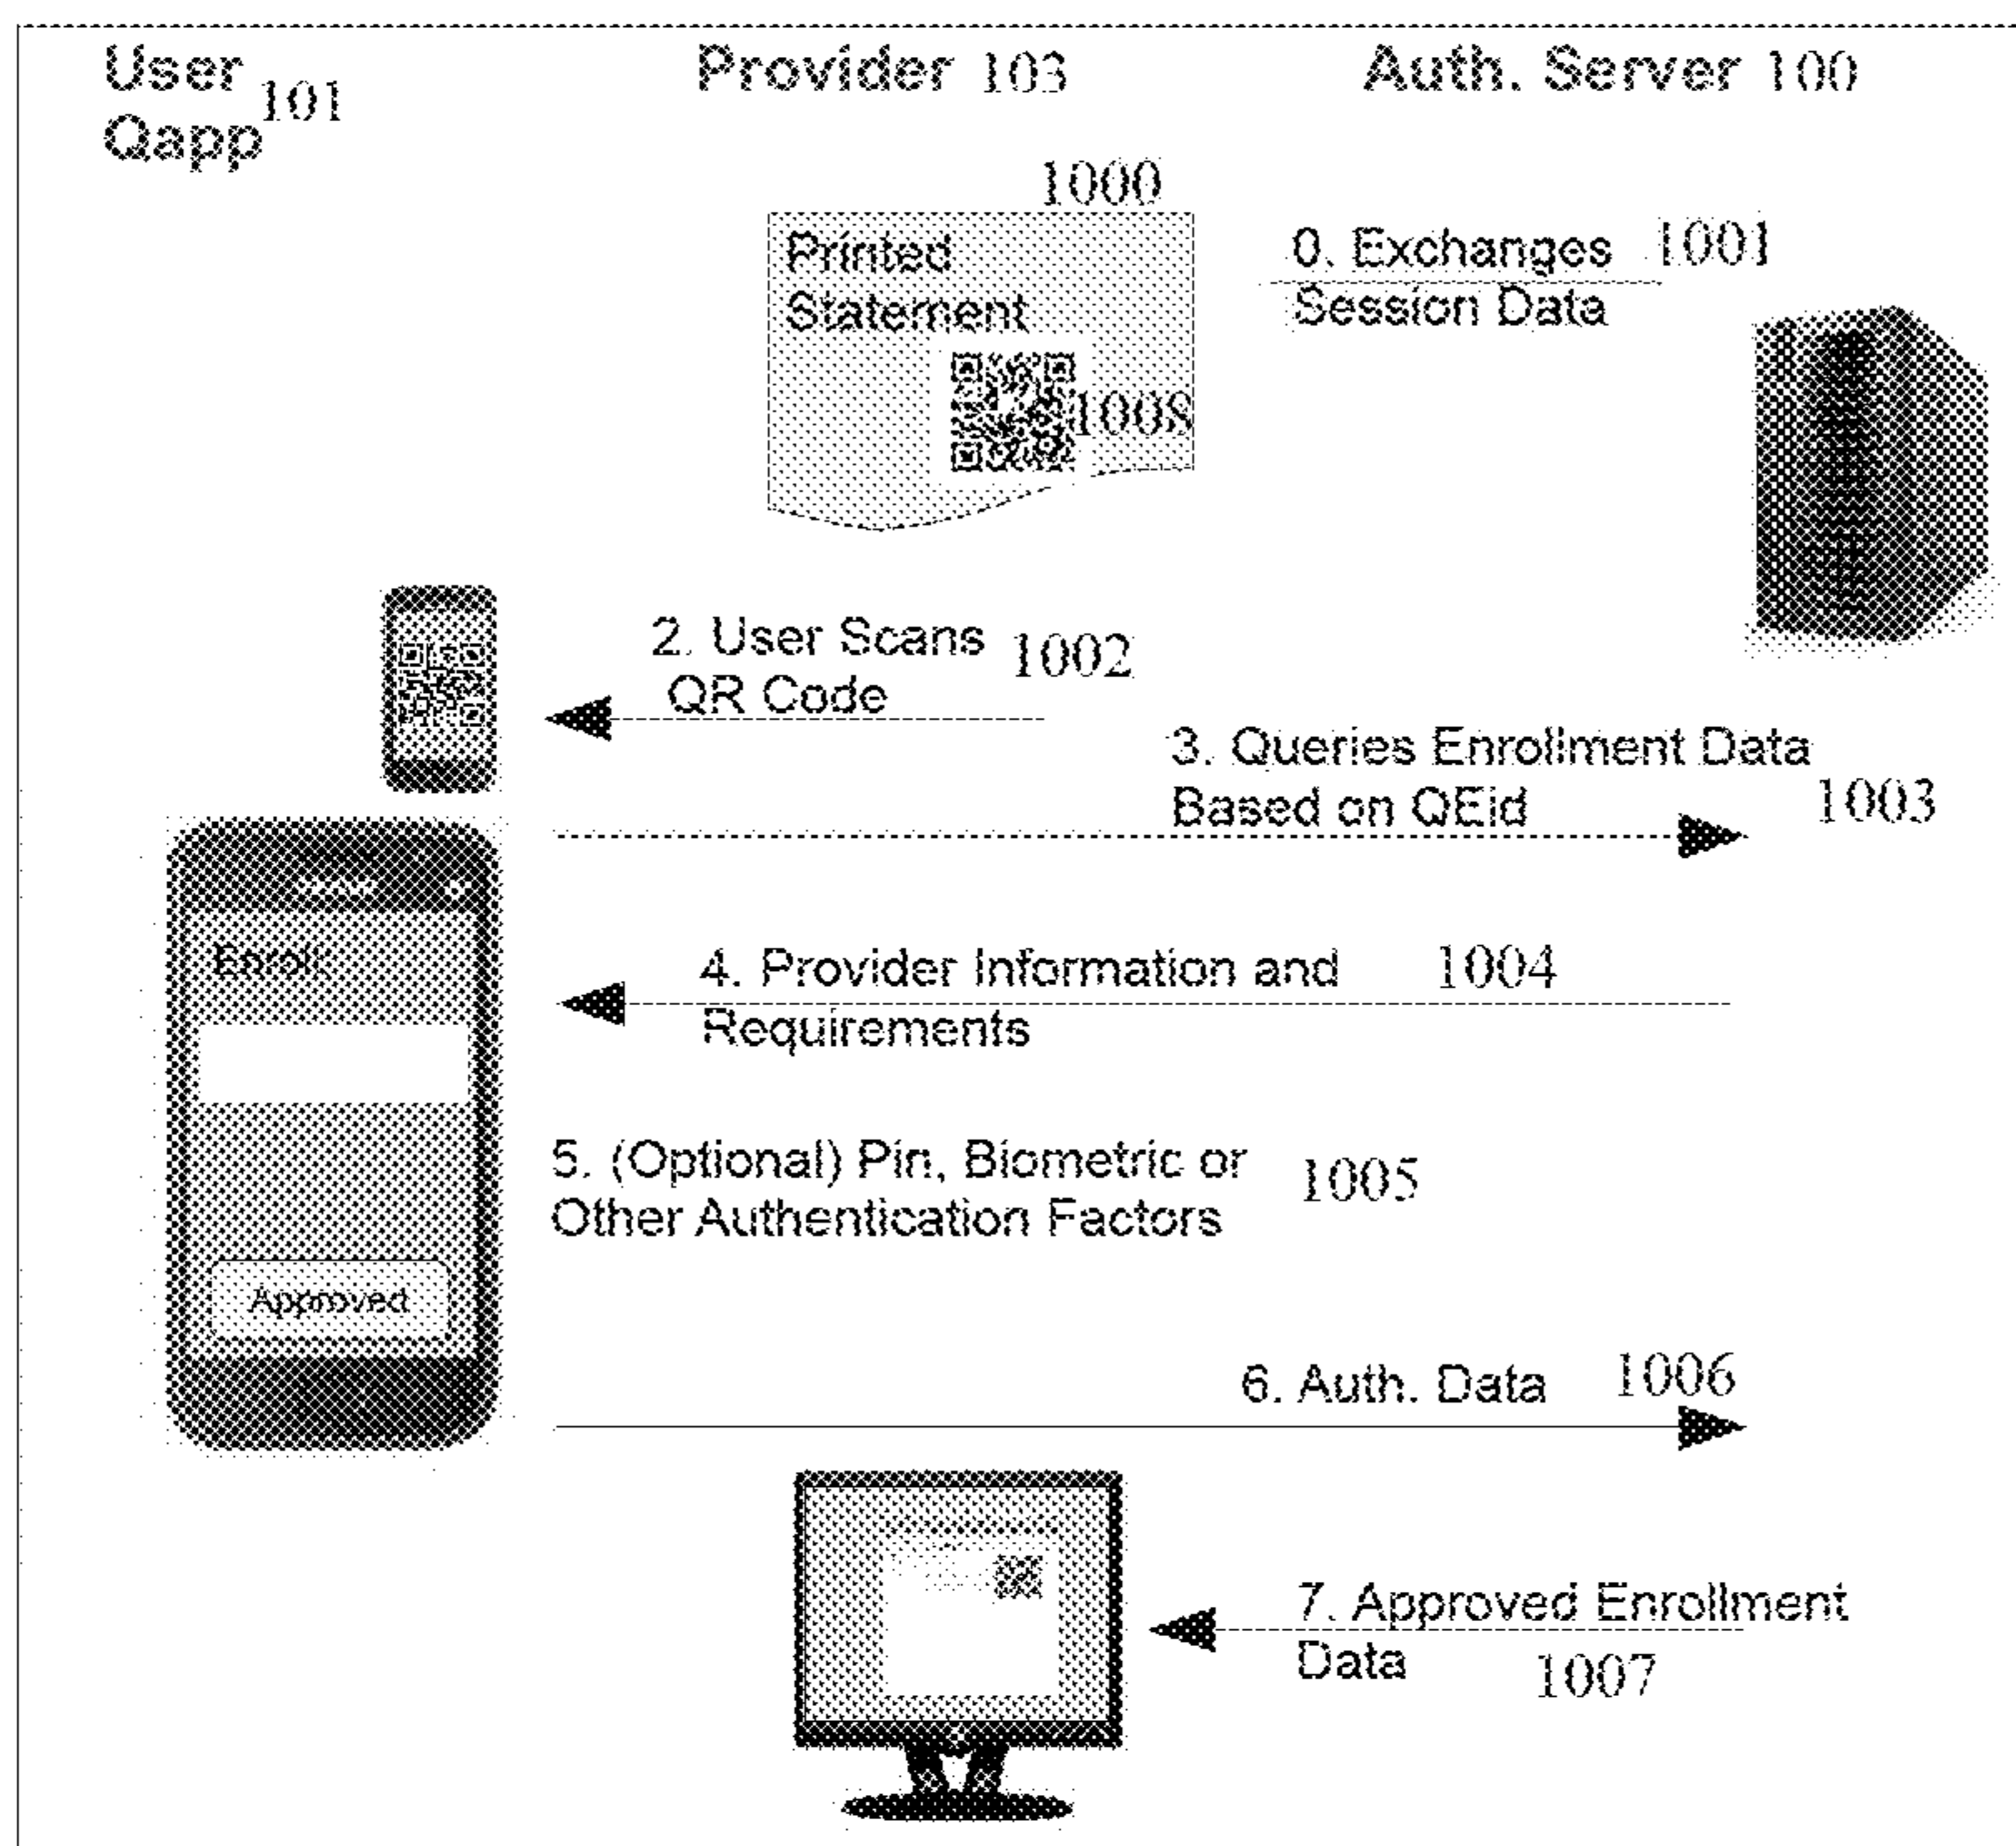 User 101
Qapp
Provider 103
Auth. Server 100
1000
Printed
Statement
1008
0. Exchanges 1001
Session Data
2. User Scans 1002
QR Code
3. Queries Enrollment Data
Based on QEid 1003
Enroll:
4. Provider Information and 1004
Requirements
5. (Optional) Pin, Biometric or 1005
Other Authentication Factors
Approved
6. Auth. Data 1006
7. Approved Enrollment
Data 1007